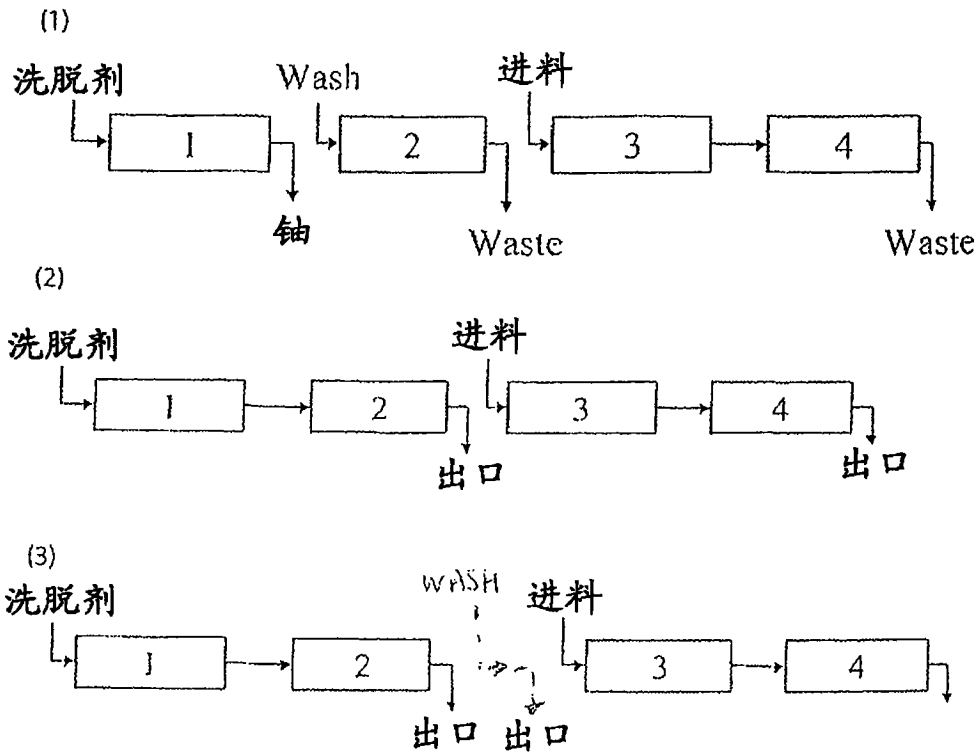 (1)
洗脱剂 Wash 进料
1 2 3 4
铀 Waste Waste
(2)
洗脱剂 进料
1 2 3 4
出口 出口
(3)
洗脱剂 WASH 进料
1 2 3 4
出口 出口